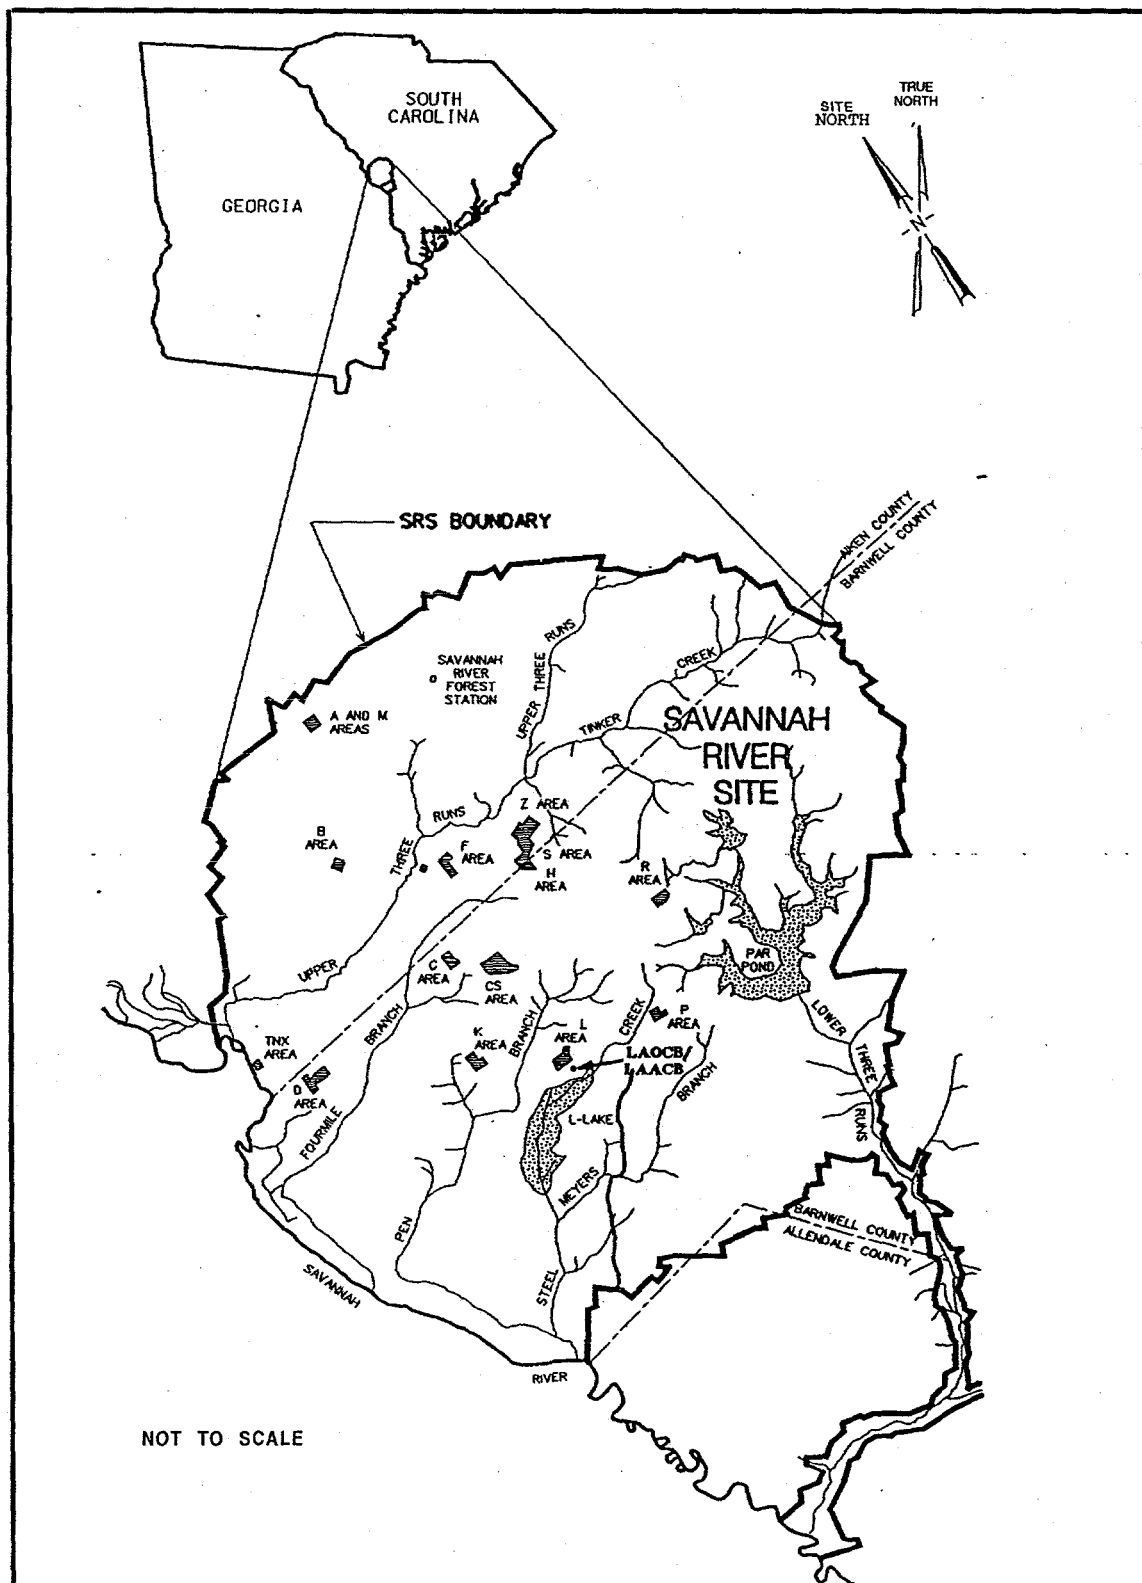 SOUTH
CAROLINA
GEORGIA
TRUE
NORTH
SITE
NORTH
N
SRS BOUNDARY
AIKEN COUNTY
BARNWELL COUNTY
SAVANNAH
RIVER
FOREST
STATION
UPPER THREE RUNS
CREEK
TINKER
A AND M
AREAS
SAVANNAH
RIVER
SITE
RUNS
Z AREA
B
AREA
THREE
F
AREA
S AREA
H
AREA
R
AREA
UPPER
C
AREA
CS
AREA
PAR
POND
BRANCH
LOWER
THREE
RUNS
TNX
AREA
K
AREA
BRANCH
L
AREA
CREEK
P
AREA
LAOCB/
LAACB
BRANCH
D
AREA
FOURMILE
L-LAKE
MEYERS
PEN
STEEL
BARNWELL COUNTY
ALLENDALE COUNTY
SAVANNAH
RIVER
NOT TO SCALE